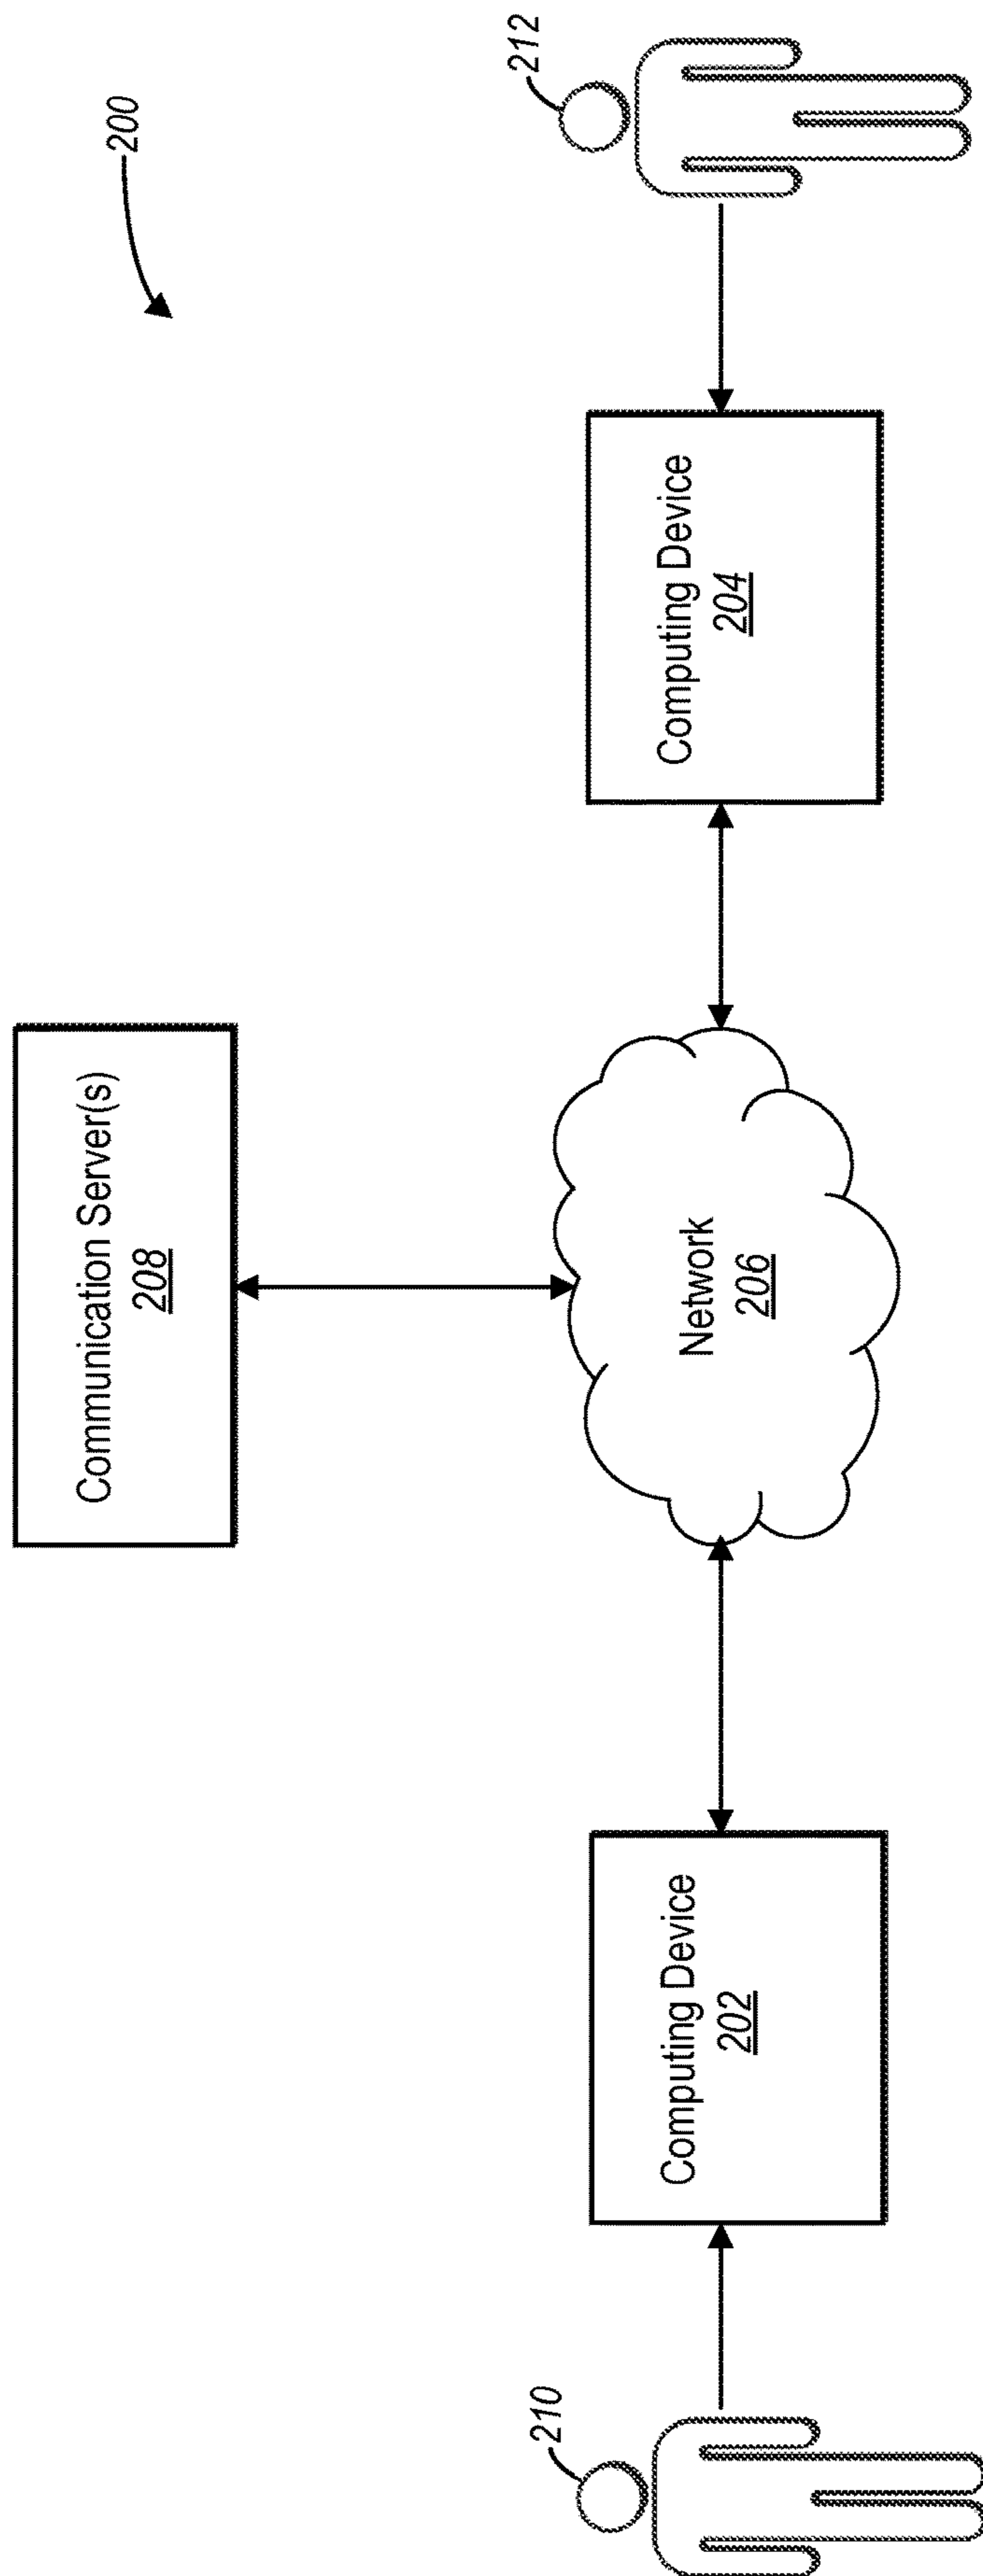 200
Communication Server(s)
208
210
212
Computing Device
202
Network
206
Computing Device
204